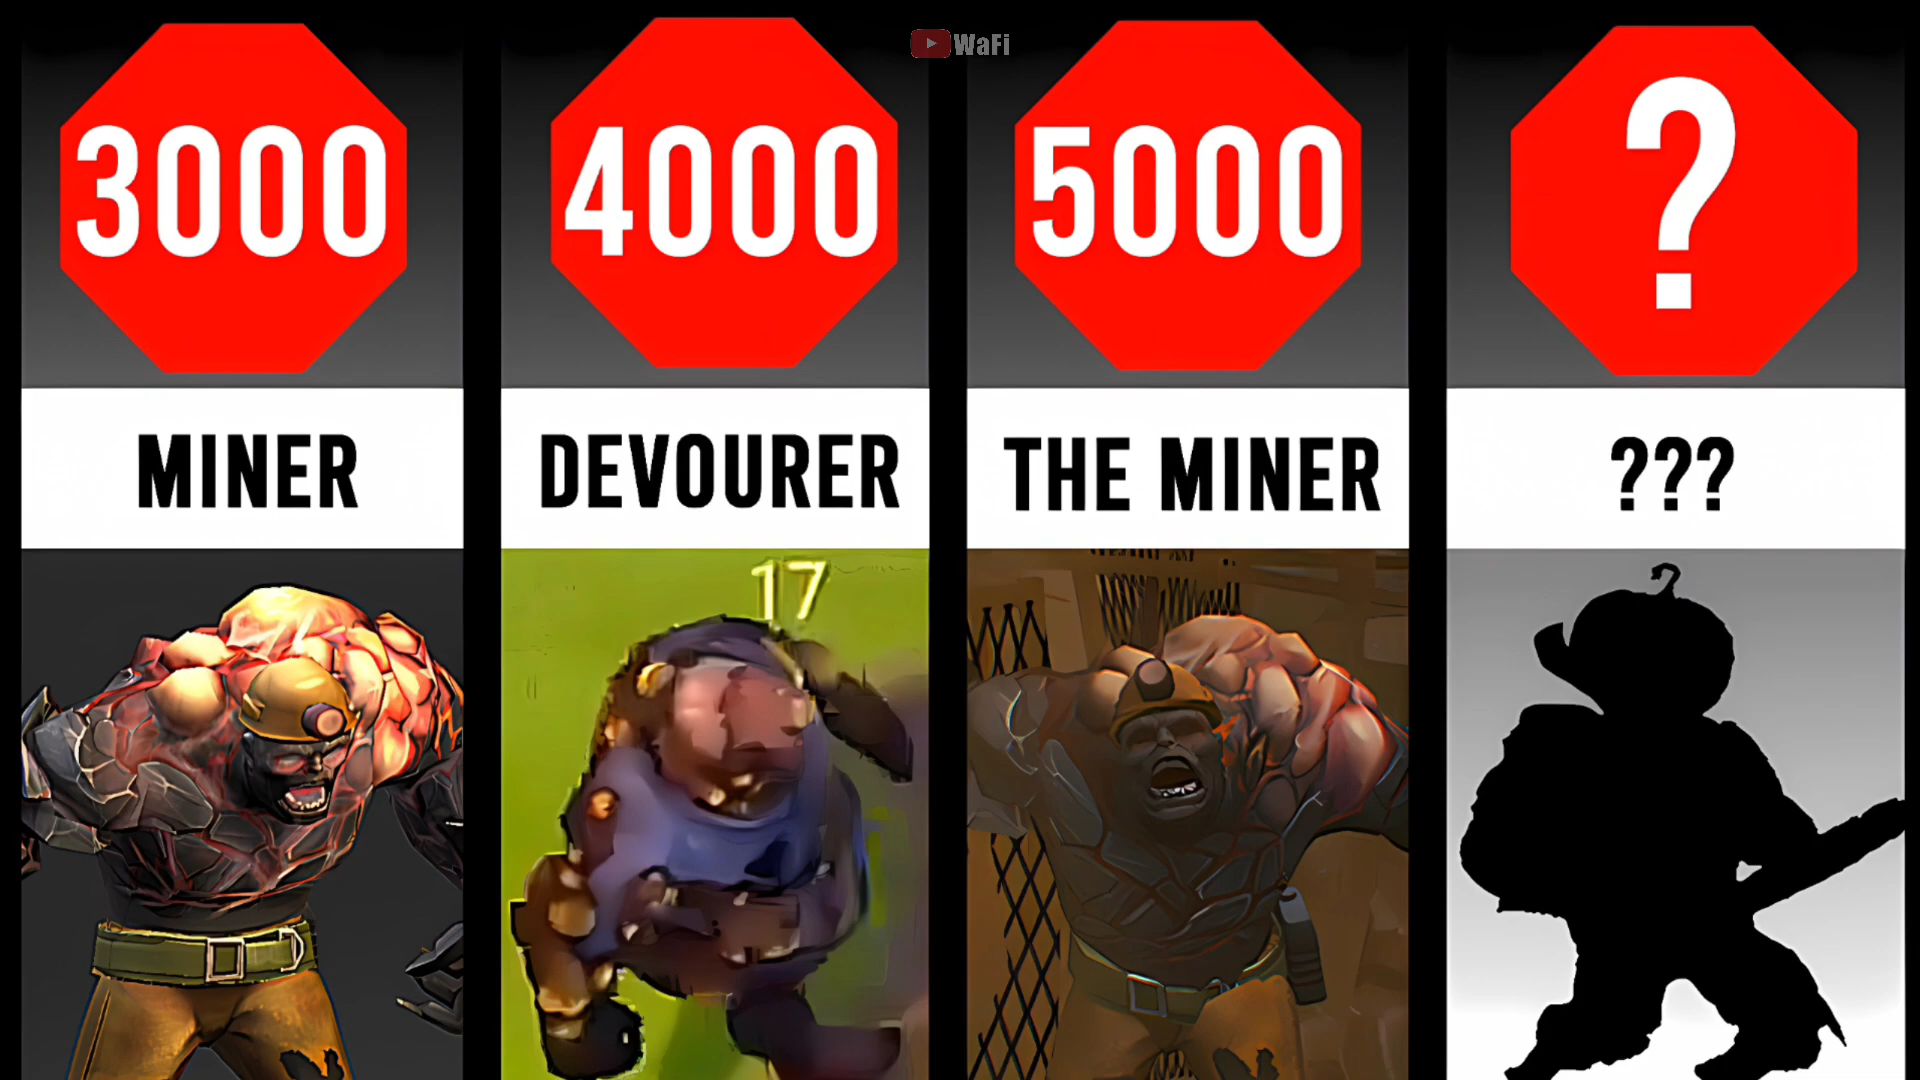 WaFi
3000
4000
5000
?
MINER
DEVOURER
THE MINER
???
17